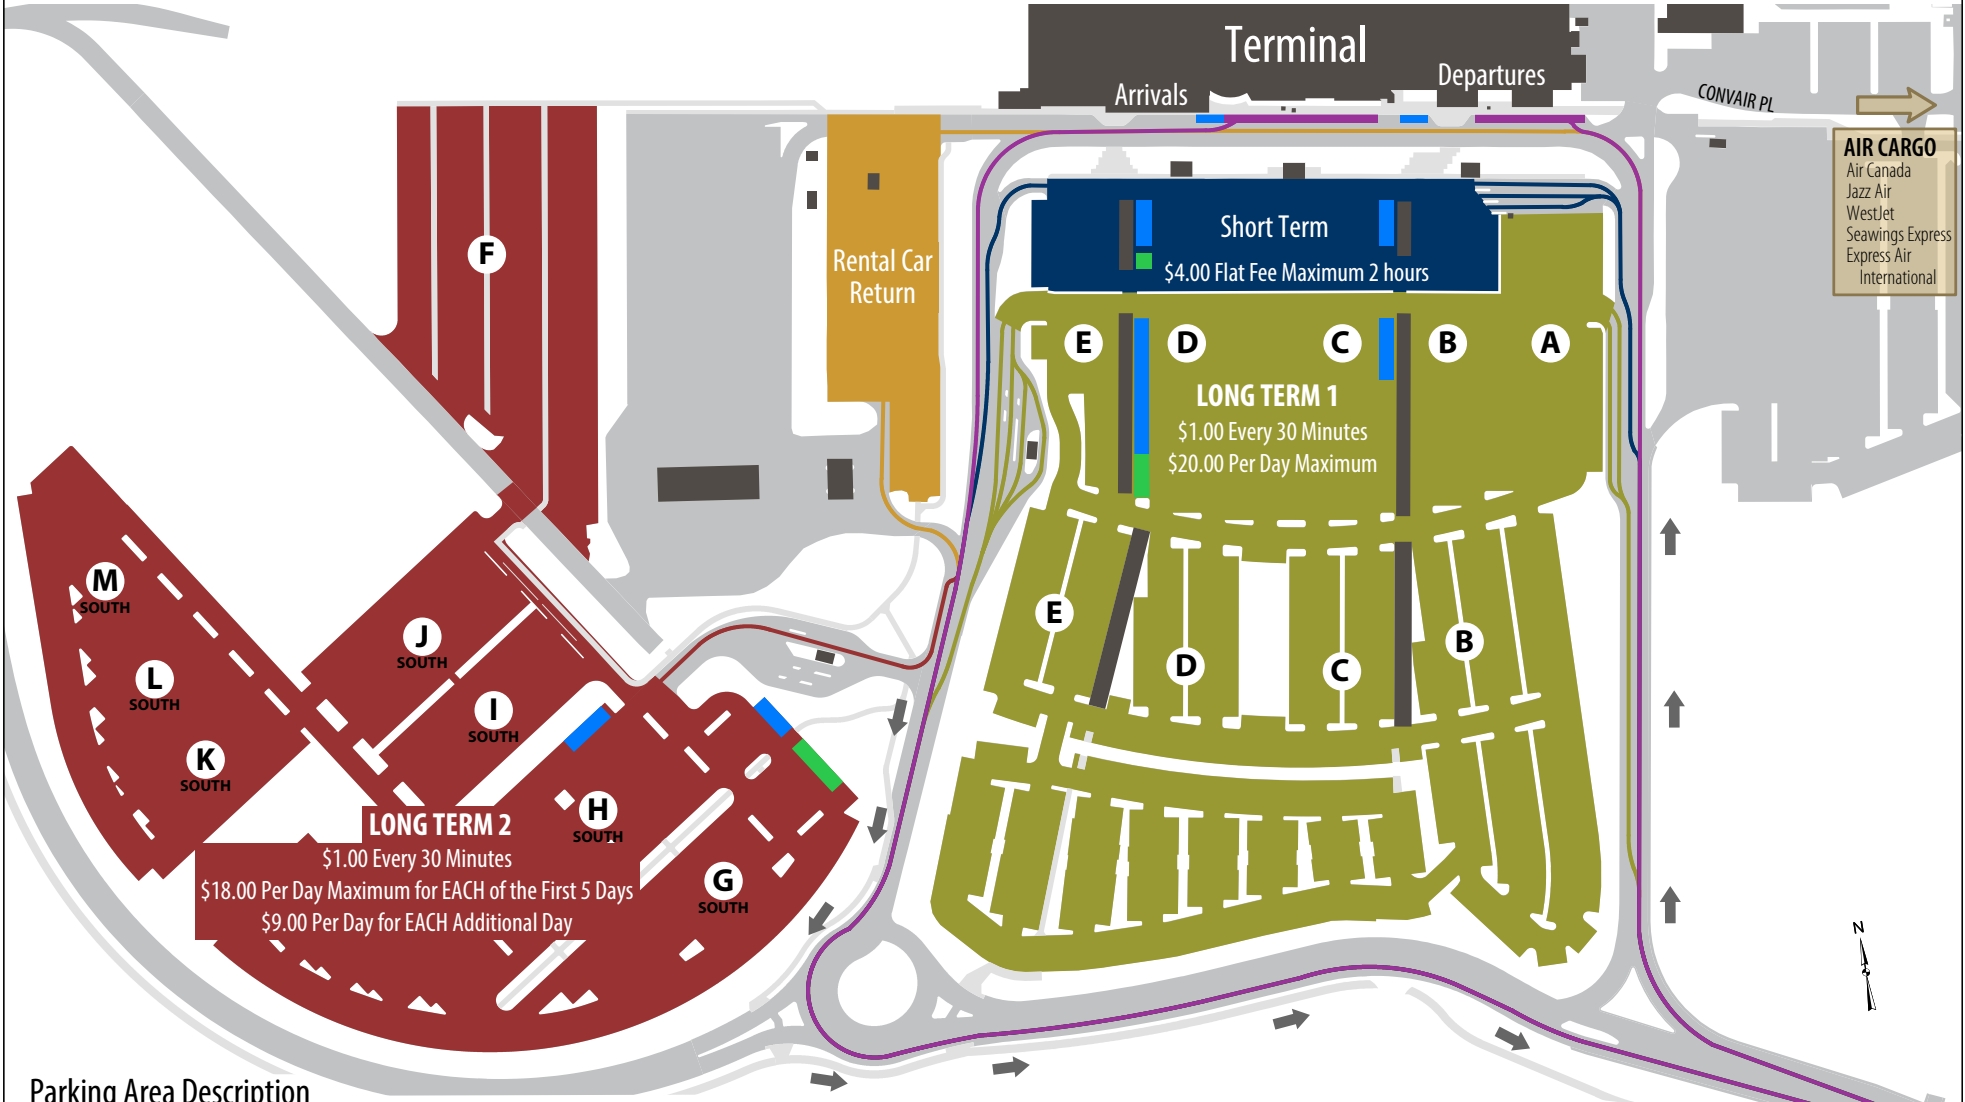 Terminal
Arrivals
Departures
CONVAIR PL
AIR CARGO
Air Canada
Jazz Air
WestJet
Seawings Express
Express Air
International
F
Rental Car
Return
Short Term
$4.00 Flat Fee Maximum 2 hours
E
D
C
B
A
LONG TERM 1
$1.00 Every 30 Minutes
$20.00 Per Day Maximum
E
D
C
B
M
SOUTH
L
SOUTH
K
SOUTH
J
SOUTH
I
SOUTH
H
SOUTH
G
SOUTH
LONG TERM 2
$1.00 Every 30 Minutes
$18.00 Per Day Maximum for EACH of the First 5 Days
$9.00 Per Day for EACH Additional Day
N
Parking Area Description